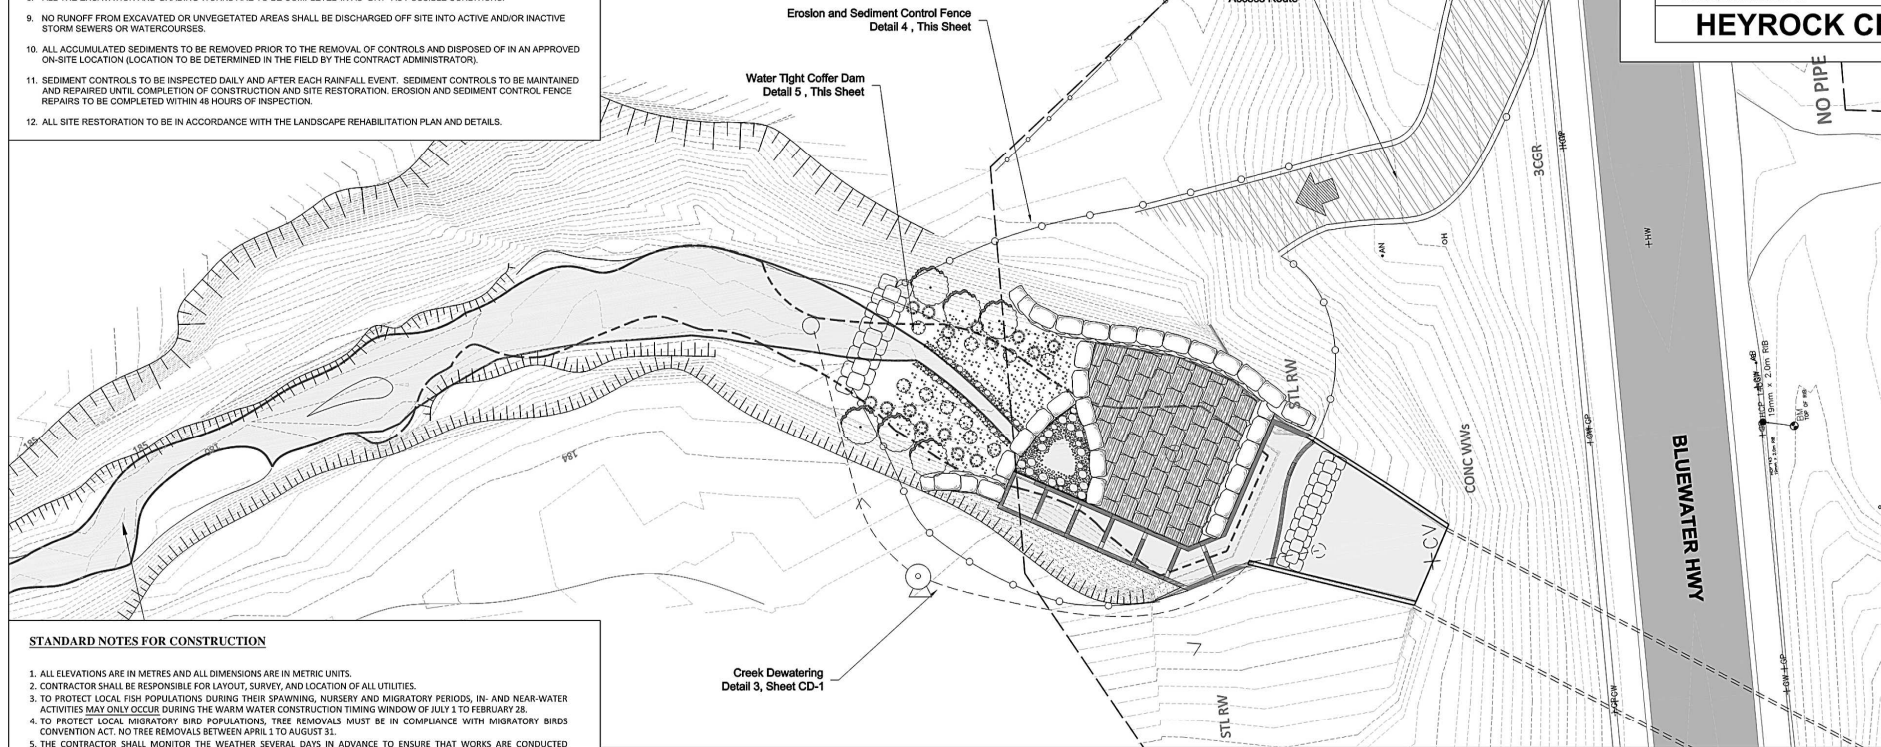 9. NO RUNOFF FROM EXCAVATED OR UNVEGETATED AREAS SHALL BE DISCHARGED OFF SITE INTO ACTIVE AND/OR INACTIVE
STORM SEWERS OR WATERCOURSES.
10. ALL ACCUMULATED SEDIMENTS TO BE REMOVED PRIOR TO THE REMOVAL OF CONTROLS AND DISPOSED OF IN AN APPROVED
ON-SITE LOCATION (LOCATION TO BE DETERMINED IN THE FIELD BY THE CONTRACT ADMINISTRATOR).
11. SEDIMENT CONTROLS TO BE INSPECTED DAILY AND AFTER EACH RAINFALL EVENT. SEDIMENT CONTROLS TO BE MAINTAINED
AND REPAIRED UNTIL COMPLETION OF CONSTRUCTION AND SITE RESTORATION. EROSION AND SEDIMENT CONTROL FENCE
REPAIRS TO BE COMPLETED WITHIN 48 HOURS OF INSPECTION.
12. ALL SITE RESTORATION TO BE IN ACCORDANCE WITH THE LANDSCAPE REHABILITATION PLAN AND DETAILS.
Erosion and Sediment Control Fence
Detail 4 , This Sheet
Water Tight Coffer Dam
Detail 5 , This Sheet
Access Route
HEYROCK
NO PIPE
3CGR
HW
AN
OH
STL RW
CONC WWs
19mm x 2.0m RIB
BLUEWATER HWY
CV
185
185
184
STL RW
Creek Dewatering
Detail 3, Sheet CD-1
STANDARD NOTES FOR CONSTRUCTION
1. ALL ELEVATIONS ARE IN METRES AND ALL DIMENSIONS ARE IN METRIC UNITS.
2. CONTRACTOR SHALL BE RESPONSIBLE FOR LAYOUT, SURVEY, AND LOCATION OF ALL UTILITIES.
3. TO PROTECT LOCAL FISH POPULATIONS DURING THEIR SPAWNING, NURSERY AND MIGRATORY PERIODS, IN- AND NEAR-WATER
ACTIVITIES MAY ONLY OCCUR DURING THE WARM WATER CONSTRUCTION TIMING WINDOW OF JULY 1 TO FEBRUARY 28.
4. TO PROTECT LOCAL MIGRATORY BIRD POPULATIONS, TREE REMOVALS MUST BE IN COMPLIANCE WITH MIGRATORY BIRDS
CONVENTION ACT. NO TREE REMOVALS BETWEEN APRIL 1 TO AUGUST 31.
5. THE CONTRACTOR SHALL MONITOR THE WEATHER SEVERAL DAYS IN ADVANCE TO ENSURE THAT WORKS ARE CONDUCTED